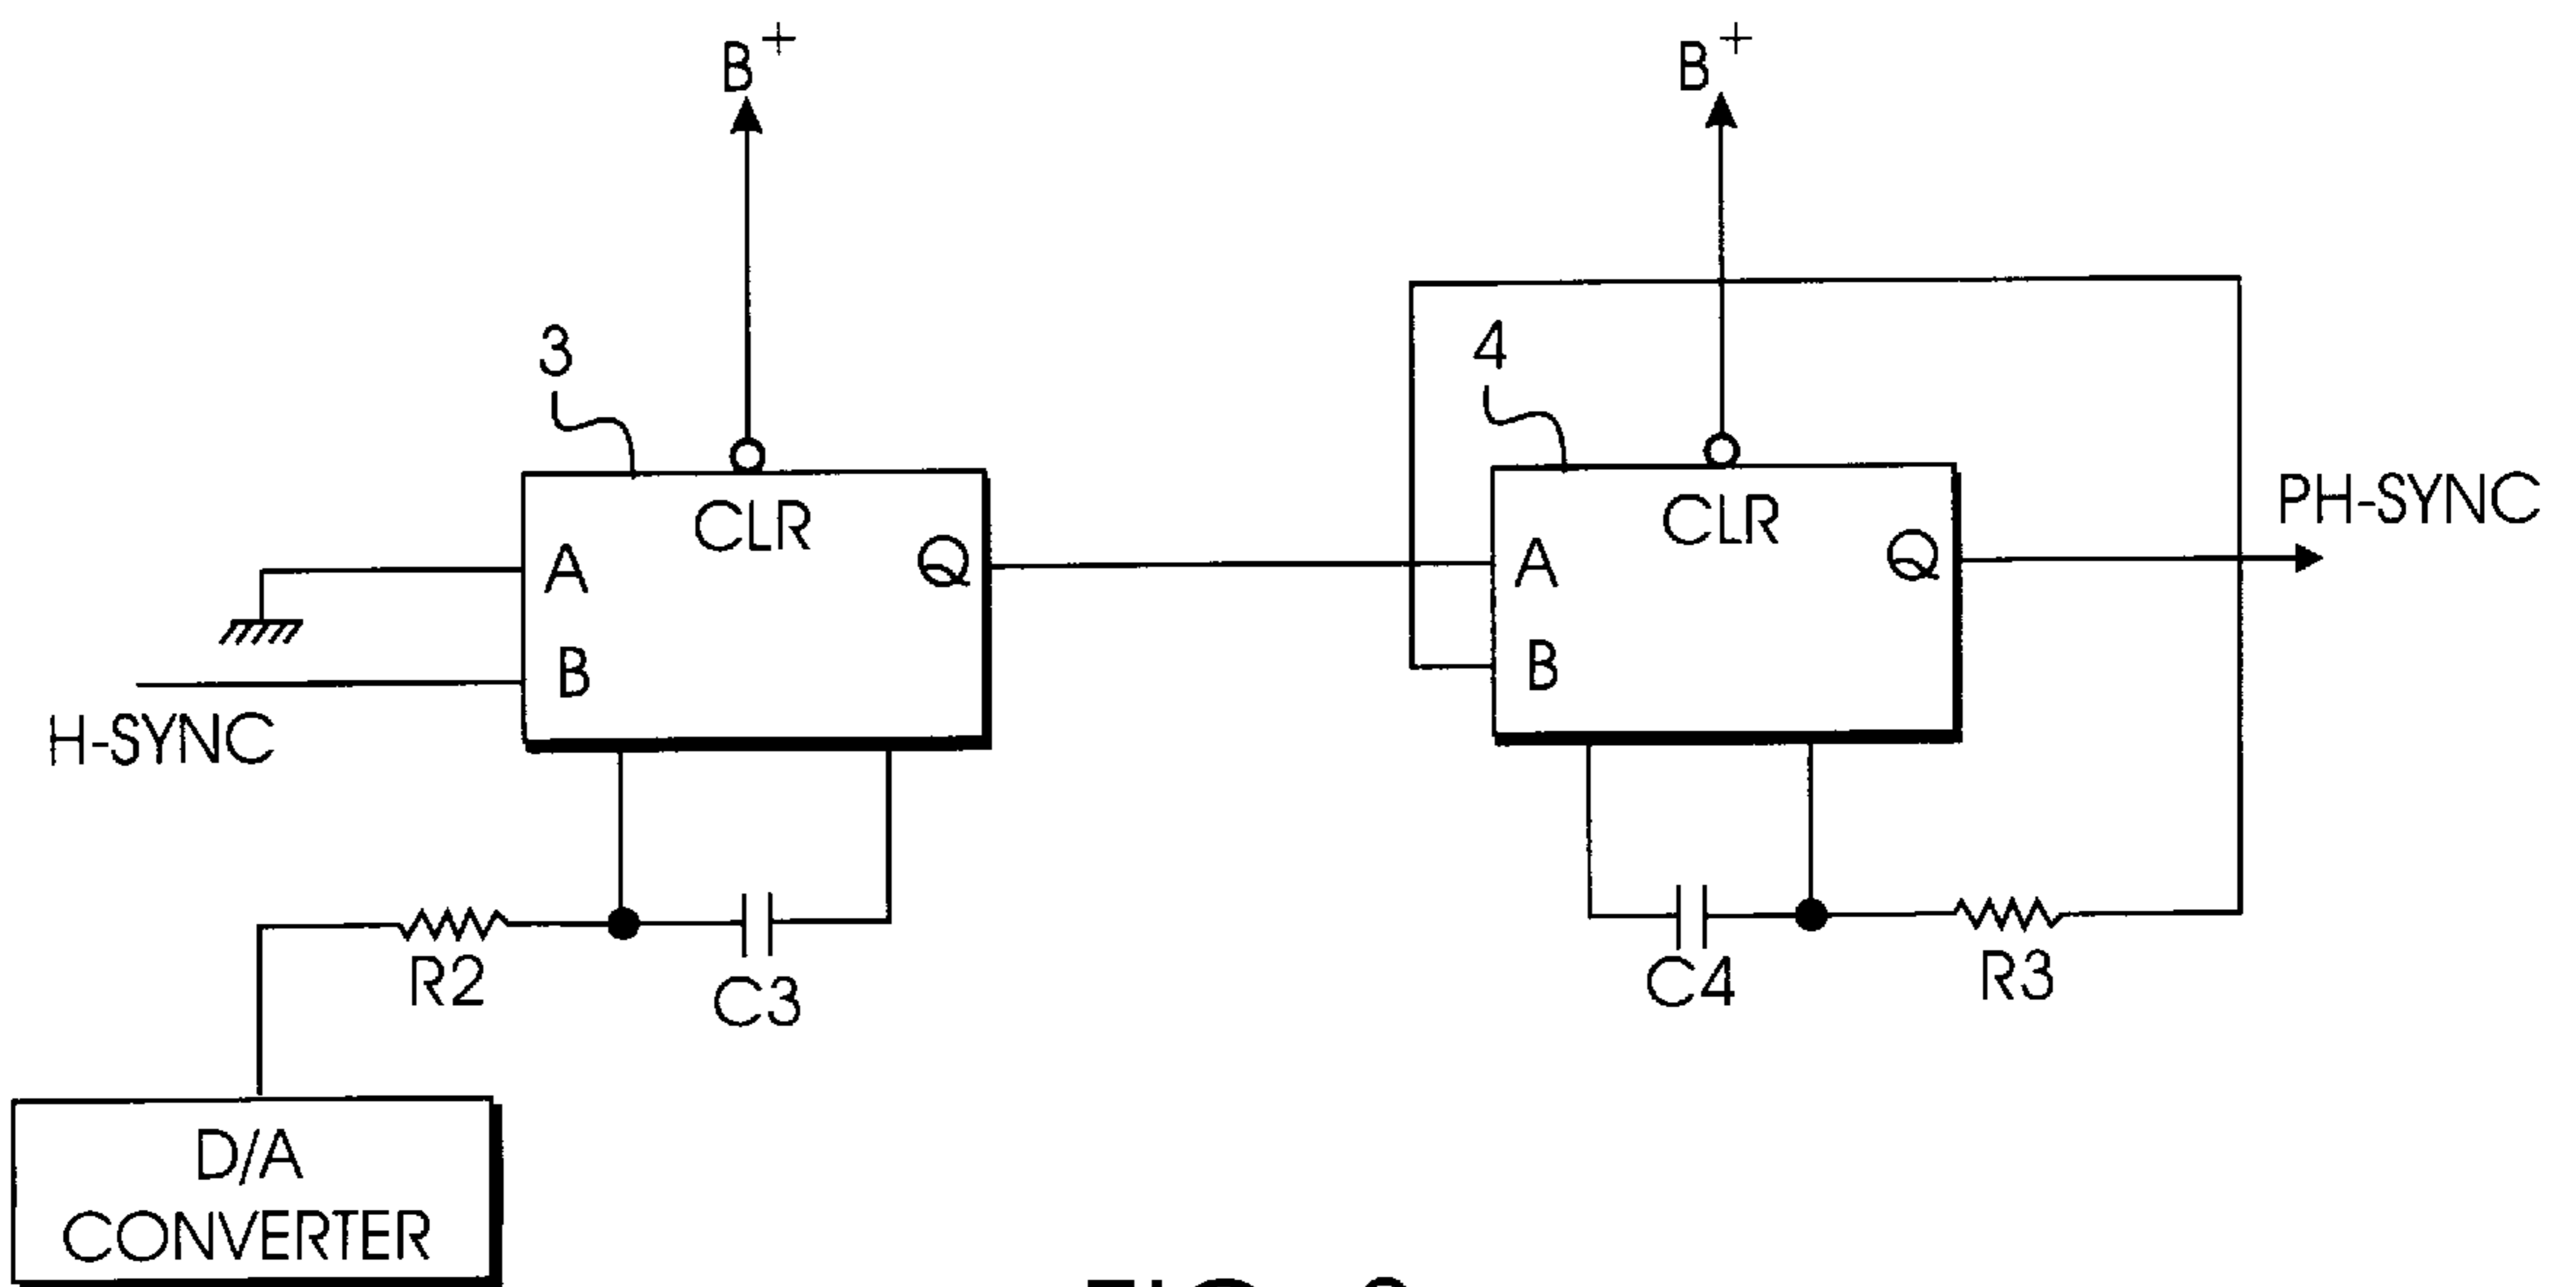 B+
B+
3
4
CLR
A
Q
B
H-SYNC
CLR
A
Q
B
PH-SYNC
R2
C3
C4
R3
D/A
CONVERTER